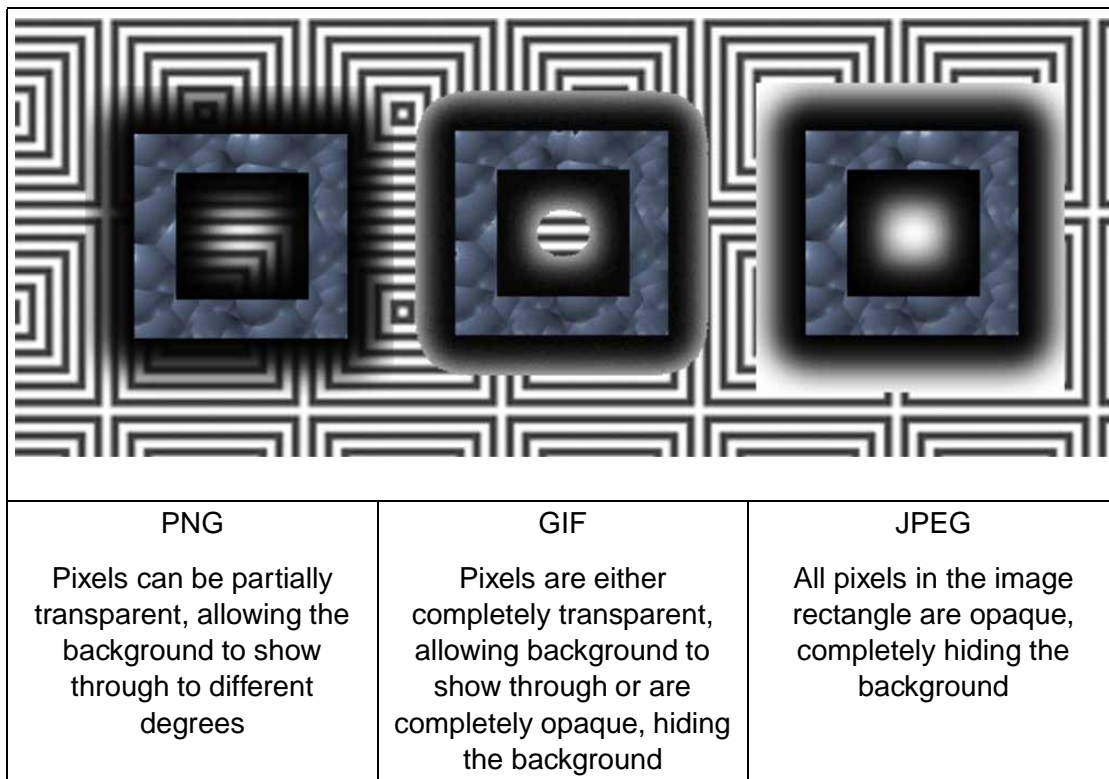 PNG
Pixels can be partially
transparent, allowing the
background to show
through to different
degrees
GIF
Pixels are either
completely transparent,
allowing background to
show through or are
completely opaque, hiding
the background
JPEG
All pixels in the image
rectangle are opaque,
completely hiding the
background